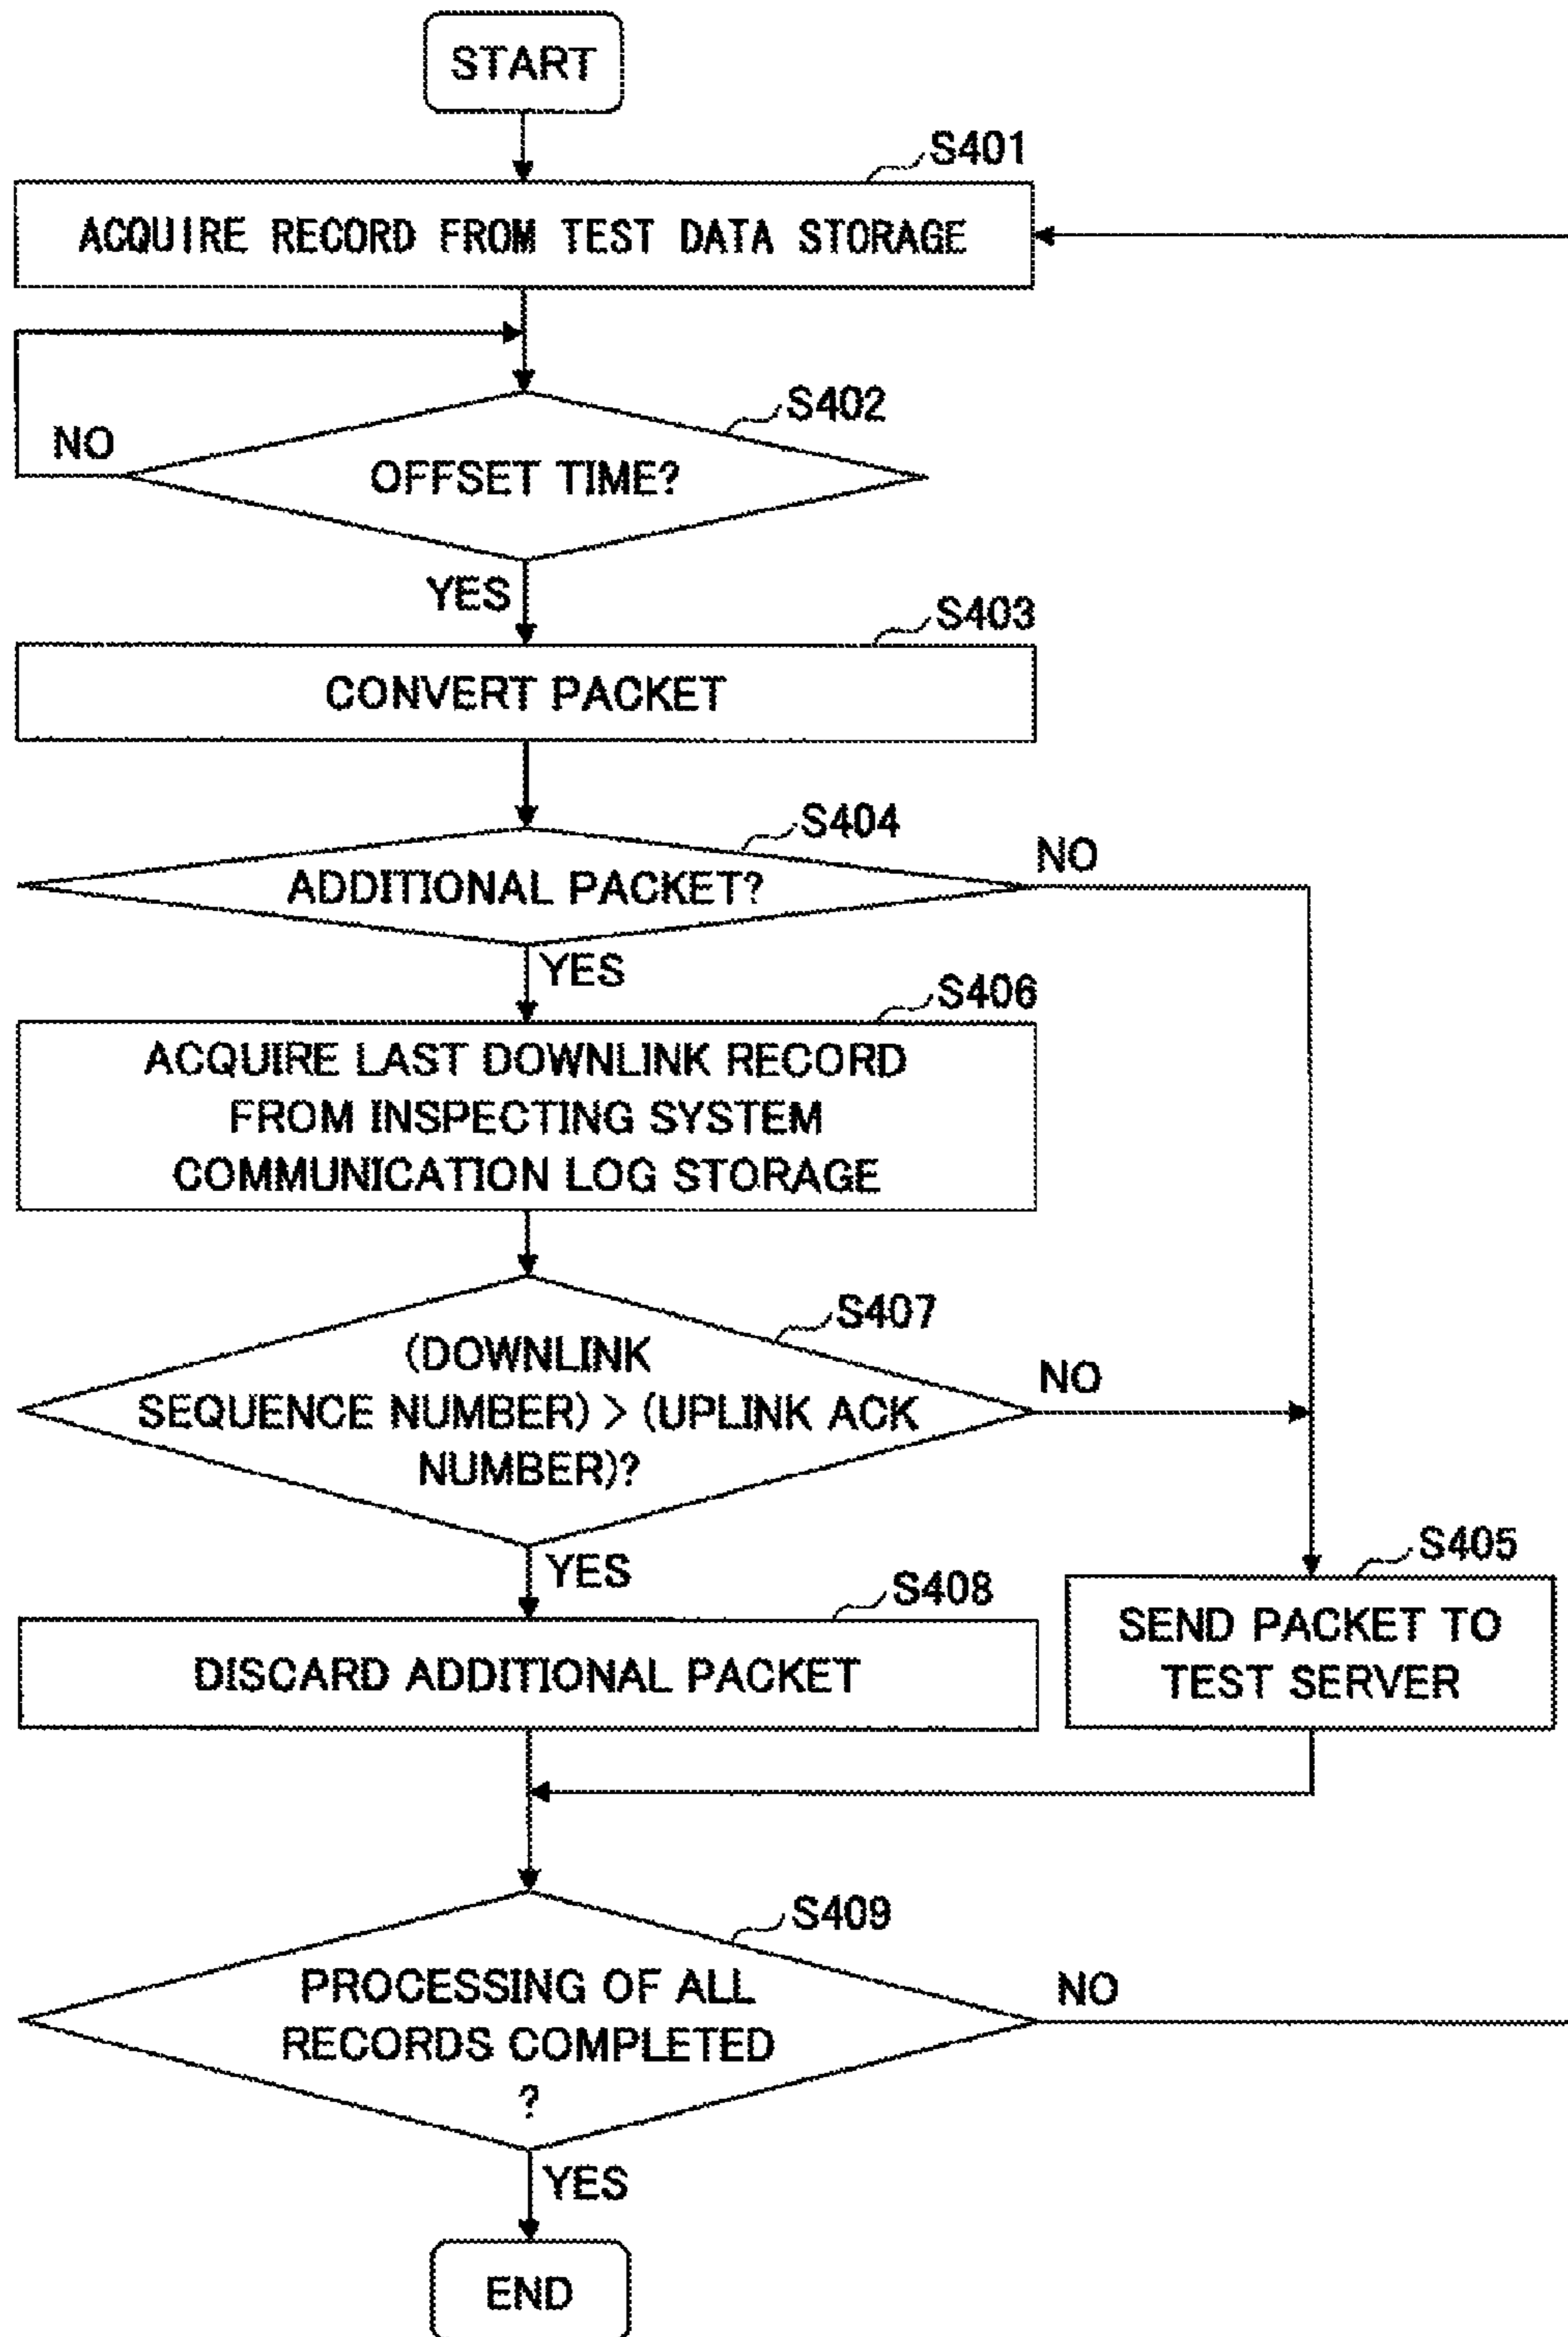 START
S401
ACQUIRE RECORD FROM TEST DATA STORAGE
S402
NO
OFFSET TIME?
YES
S403
CONVERT PACKET
S404
NO
ADDITIONAL PACKET?
YES
S406
ACQUIRE LAST DOWNLINK RECORD
FROM INSPECTING SYSTEM
COMMUNICATION LOG STORAGE
S407
(DOWNLINK
NO
SEQUENCE NUMBER) > (UPLINK ACK
NUMBER)?
YES
S405
S408
SEND PACKET TO
TEST SERVER
DISCARD ADDITIONAL PACKET
S409
PROCESSING OF ALL
NO
RECORDS COMPLETED
?
YES
END